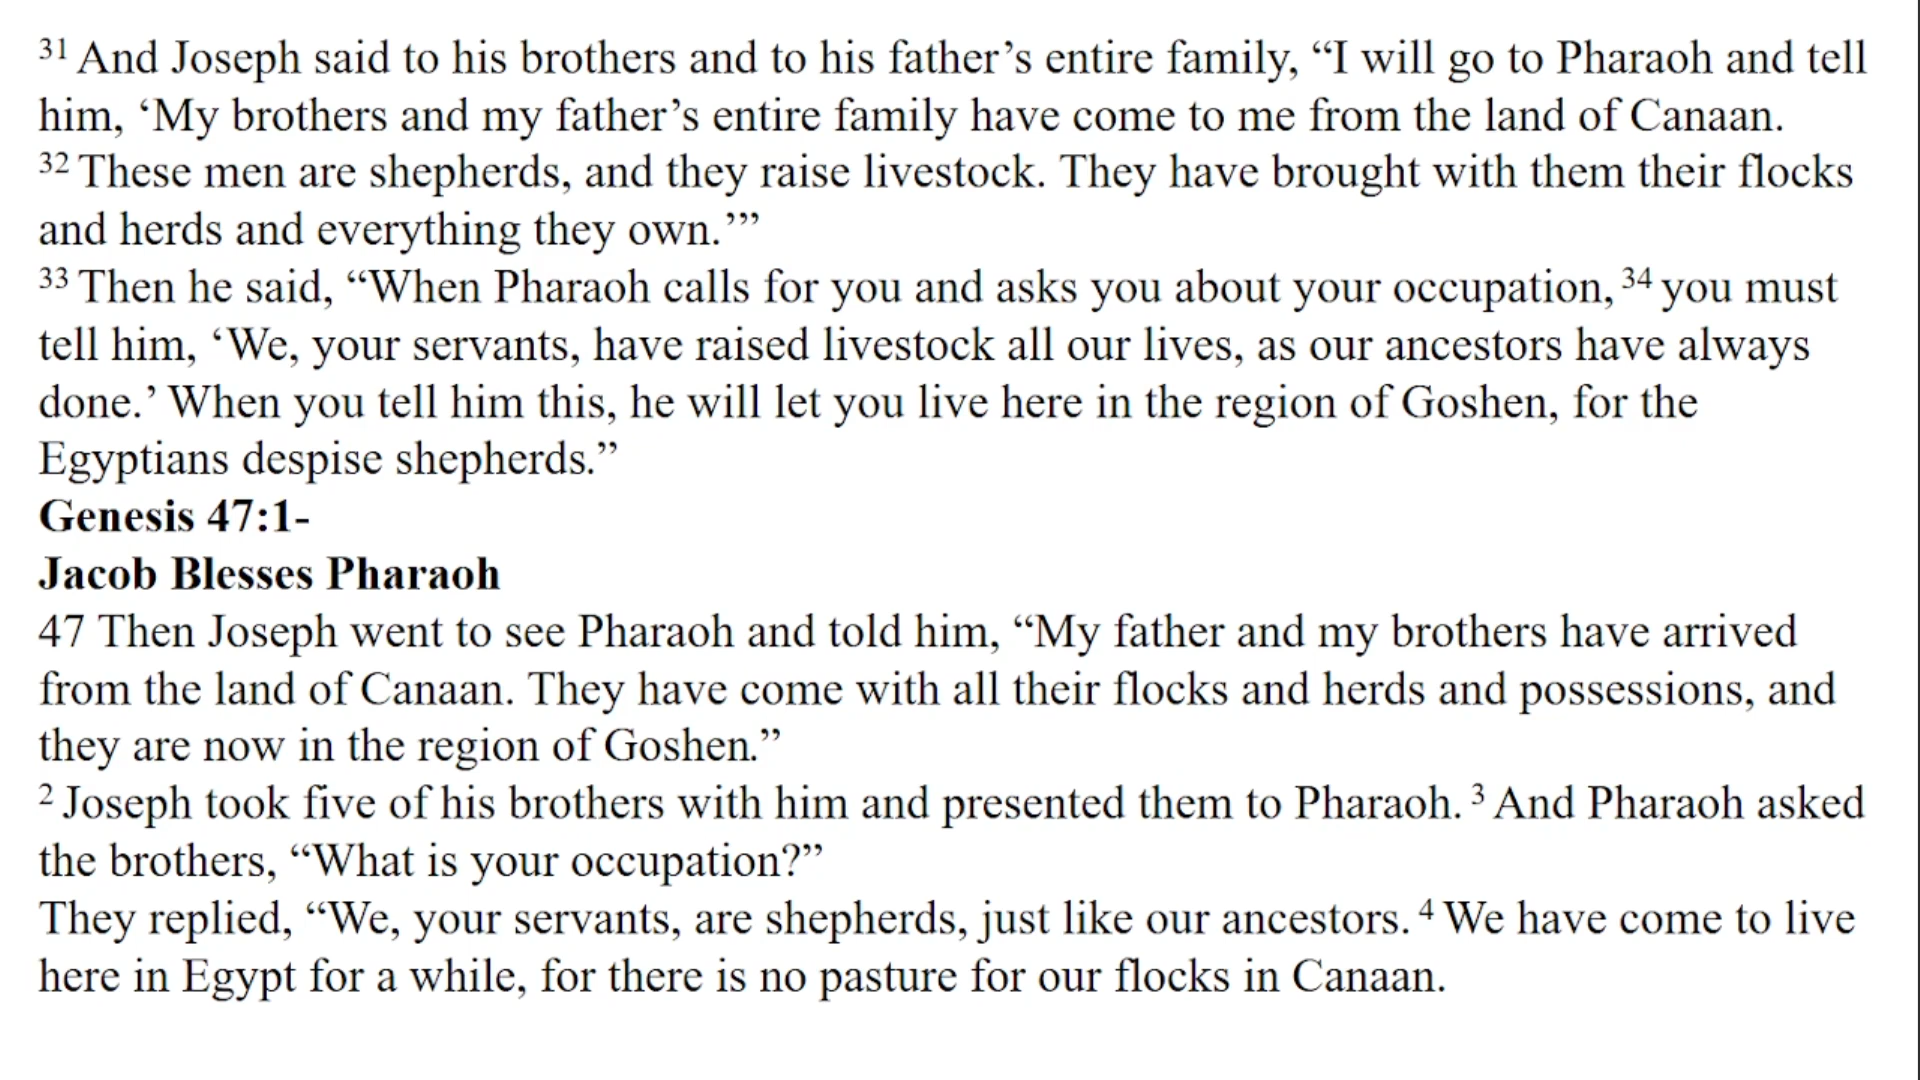 31 And Joseph said to his brothers and to his father’s entire family, “I will go to Pharaoh and tell
him, ‘My brothers and my father’s entire family have come to me from the land of Canaan.
32 These men are shepherds, and they raise livestock. They have brought with them their flocks
and herds and everything they own.’”
33 Then he said, “When Pharaoh calls for you and asks you about your occupation, 34 you must
tell him, ‘We, your servants, have raised livestock all our lives, as our ancestors have always
done.’ When you tell him this, he will let you live here in the region of Goshen, for the
Egyptians despise shepherds.”
Genesis 47:1-
Jacob Blesses Pharaoh
47 Then Joseph went to see Pharaoh and told him, “My father and my brothers have arrived
from the land of Canaan. They have come with all their flocks and herds and possessions, and
they are now in the region of Goshen.”
2 Joseph took five of his brothers with him and presented them to Pharaoh. 3 And Pharaoh asked
the brothers, “What is your occupation?”
They replied, “We, your servants, are shepherds, just like our ancestors. 4 We have come to live
here in Egypt for a while, for there is no pasture for our flocks in Canaan.